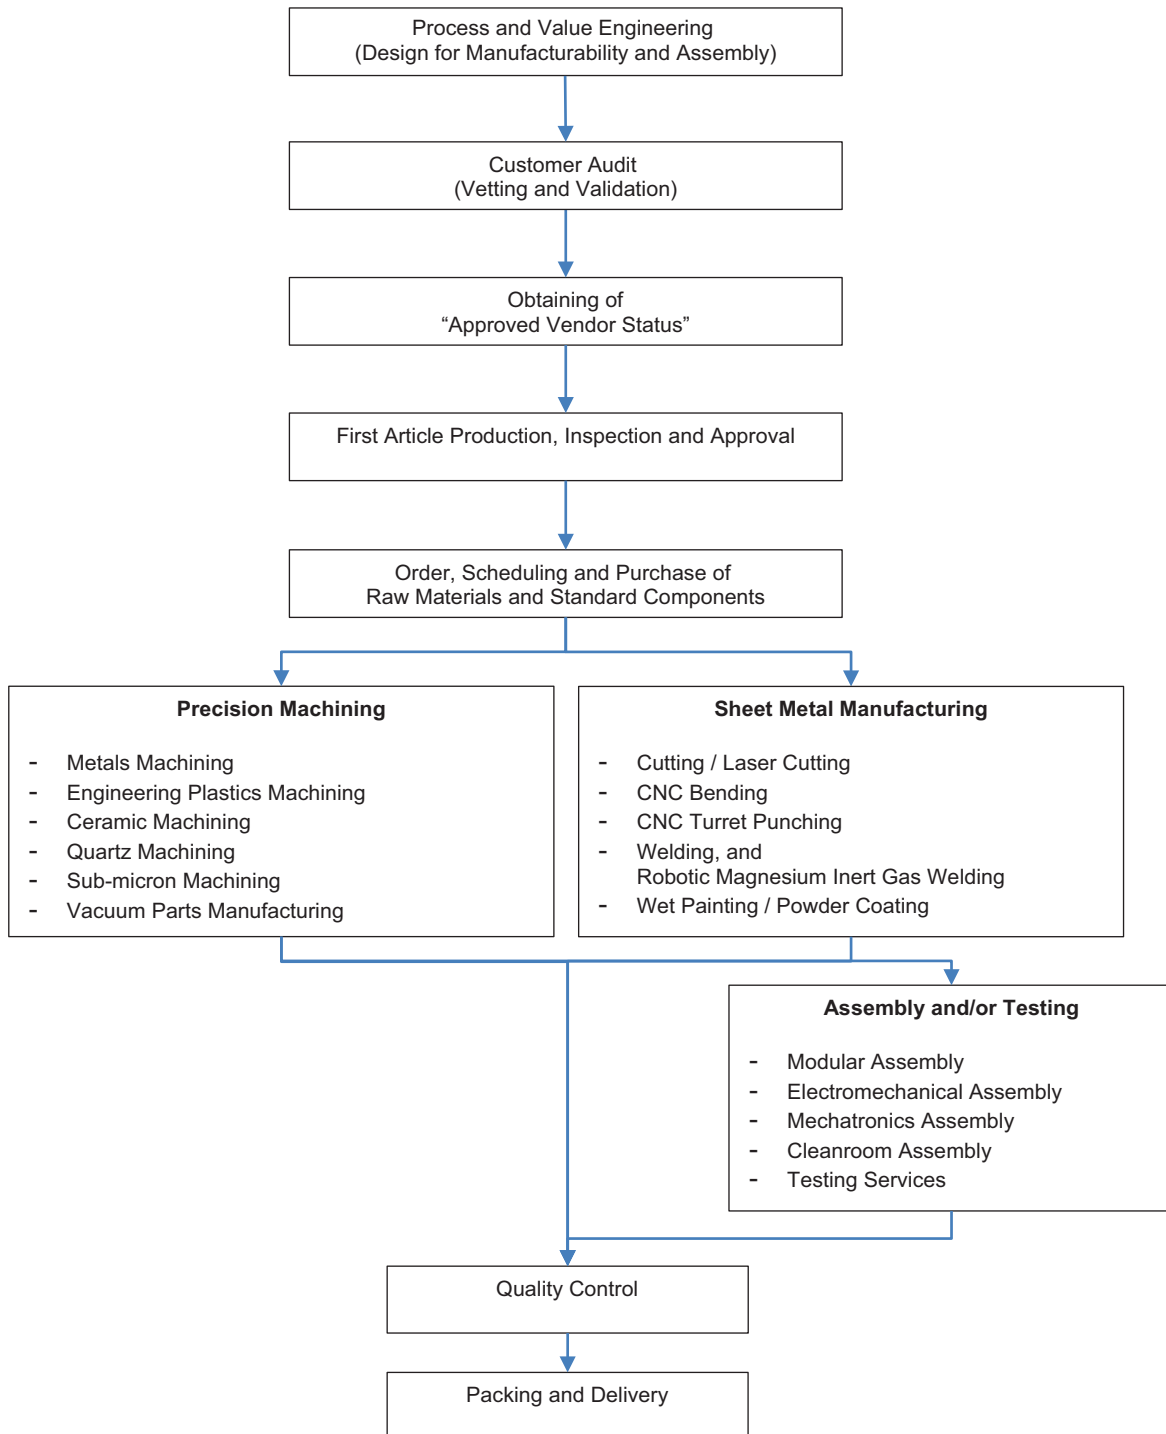 Process and Value Engineering
(Design for Manufacturability and Assembly)
Customer Audit
(Vetting and Validation)
Obtaining of
“Approved Vendor Status”
First Article Production, Inspection and Approval
Order, Scheduling and Purchase of
Raw Materials and Standard Components
Precision Machining
- Metals Machining
- Engineering Plastics Machining
- Ceramic Machining
- Quartz Machining
- Sub-micron Machining
- Vacuum Parts Manufacturing
Sheet Metal Manufacturing
- Cutting / Laser Cutting
- CNC Bending
- CNC Turret Punching
- Welding, and
Robotic Magnesium Inert Gas Welding
- Wet Painting / Powder Coating
Assembly and/or Testing
- Modular Assembly
- Electromechanical Assembly
- Mechatronics Assembly
- Cleanroom Assembly
- Testing Services
Quality Control
Packing and Delivery